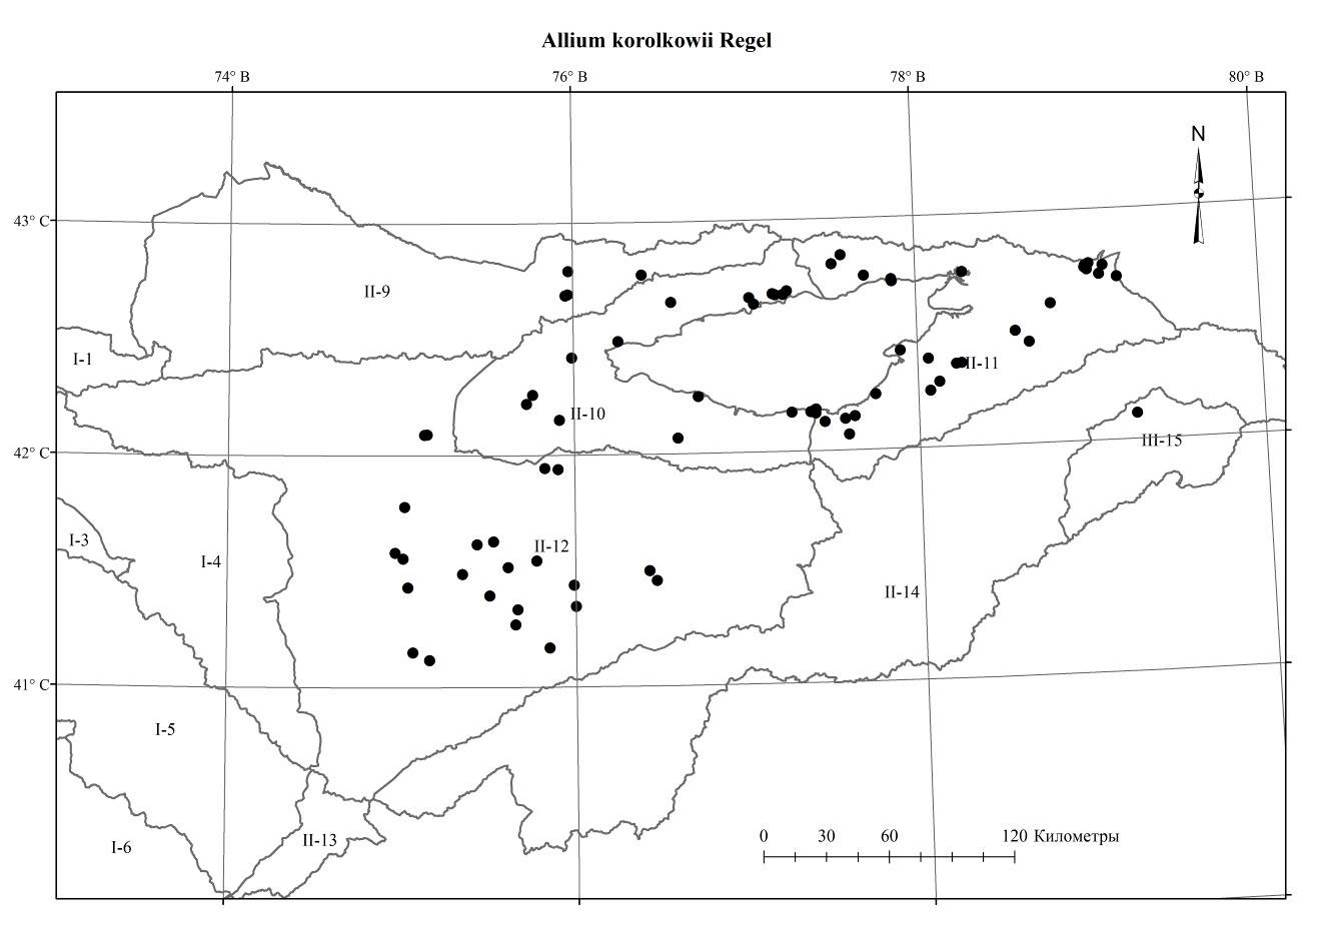 Allium korolkowii Regel
74° В 76° В 78° В 80° В
N
43° С
II-9
I-1
II-11
II-10
III-15
42° С
I-3
II-12
I-4
II-14
41° С
I-5
0 30 60 120 Километры
II-13
I-6